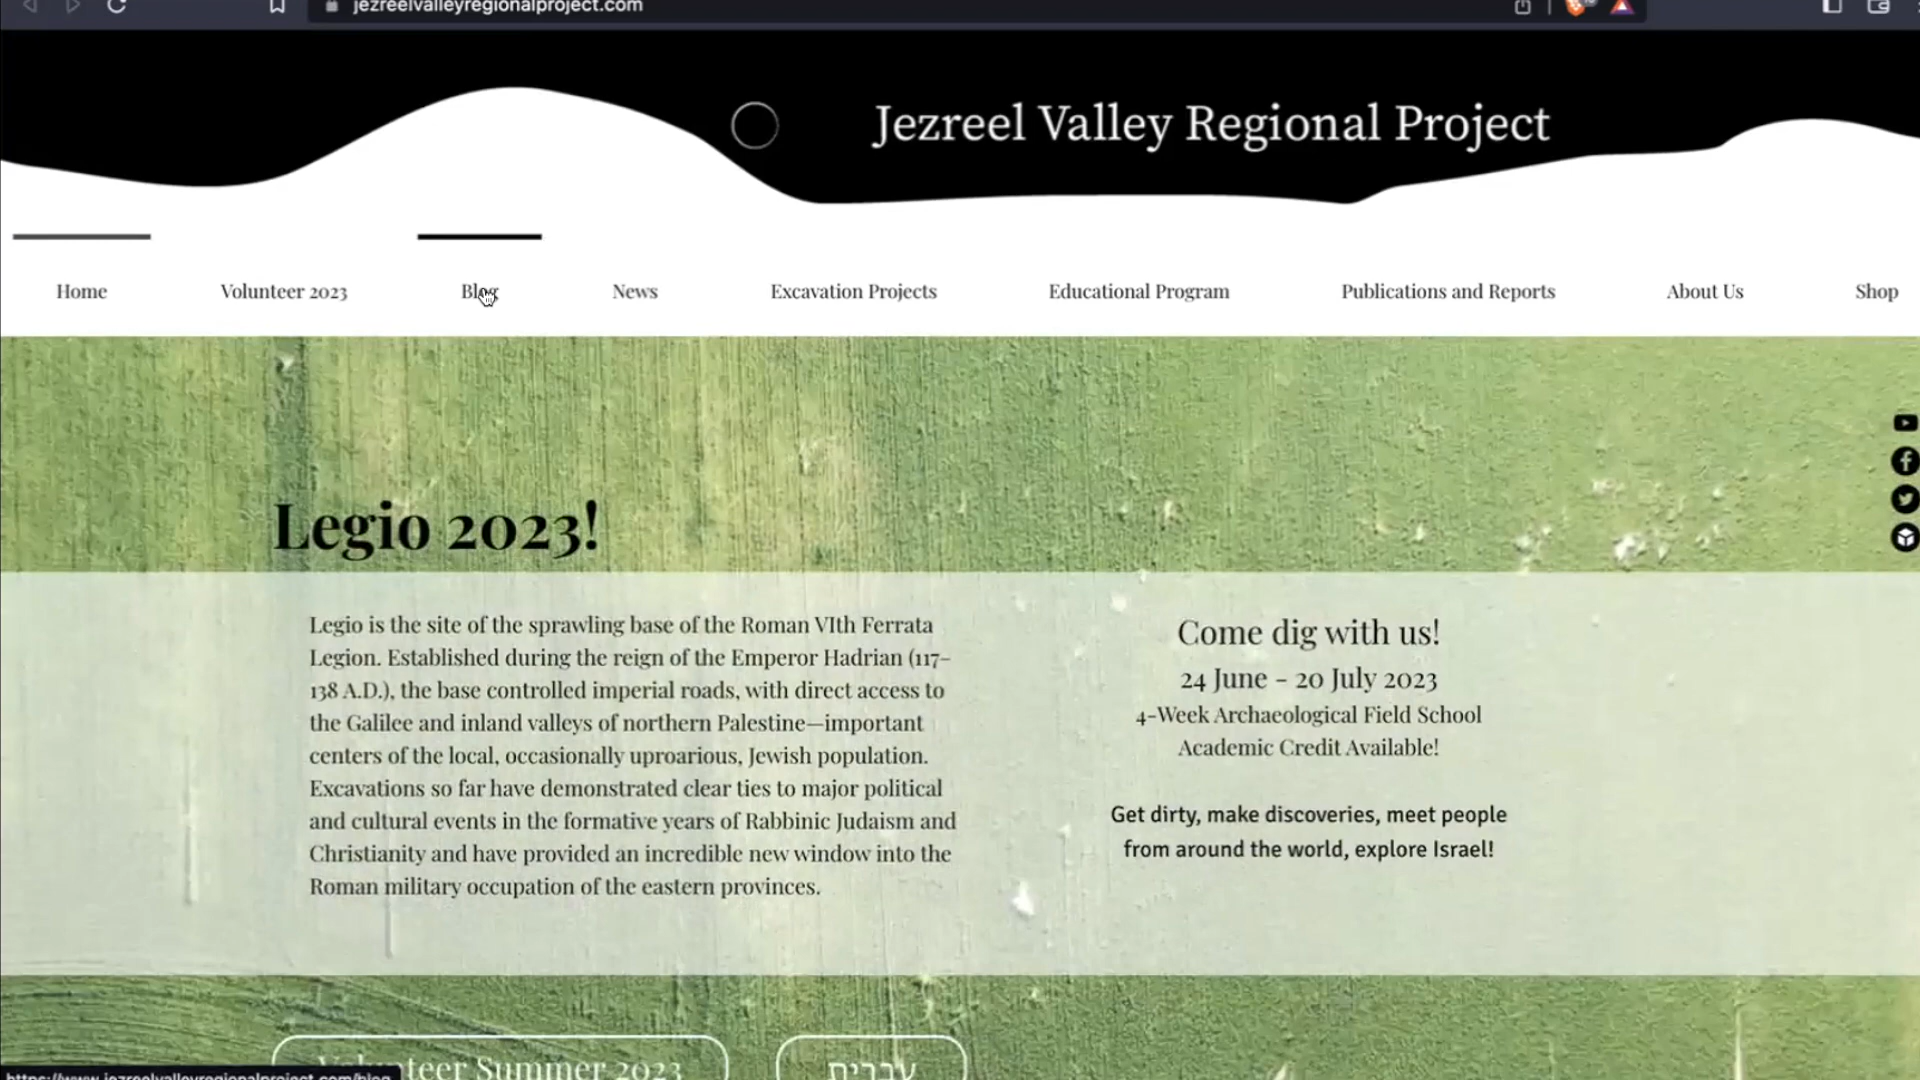 jezreelvalleyregionalproject.com
Jezreel Valley Regional Project
Home Volunteer 2023 Blog News Excavation Projects Educational Program Publications and Reports About Us Shop
Legio 2023!
Legio is the site of the sprawling base of the Roman VIth Ferrata
Legion. Established during the reign of the Emperor Hadrian (117–
138 A.D.), the base controlled imperial roads, with direct access to
the Galilee and inland valleys of northern Palestine—important
centers of the local, occasionally uproarious, Jewish population.
Excavations so far have demonstrated clear ties to major political
and cultural events in the formative years of Rabbinic Judaism and
Christianity and have provided an incredible new window into the
Roman military occupation of the eastern provinces.
Come dig with us!
24 June - 20 July 2023
4-Week Archaeological Field School
Academic Credit Available!
Get dirty, make discoveries, meet people
from around the world, explore Israel!
Volunteer Summer 2023
עברית
https://www.jezreelvalleyregionalproject.com/blog